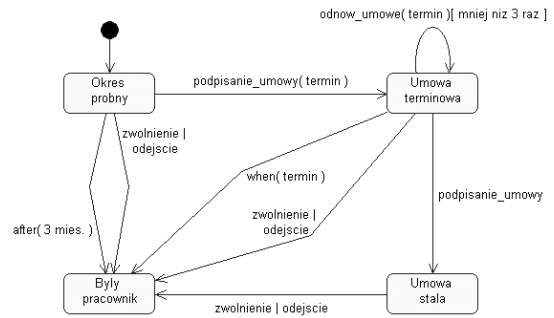 odnow_umowe( termin )[ mniej niz 3 raz ]
Okres
probny
podpisanie_umowy( termin )
Umowa
terminowa
zwolnienie |
odejscie
when( termin )
podpisanie_umowy
zwolnienie |
odejscie
after( 3 mies. )
Byly
pracownik
zwolnienie | odejscie
Umowa
stala